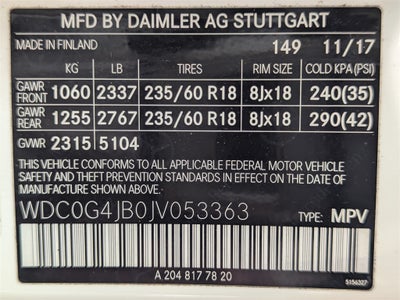 MFD BY DAIMLER AG STUTTGART
MADE IN FINLAND 149 11/17
KG LB TIRES RIM SIZE COLD KPA(PSI)
GAWR FRONT 1060 2337 235/60 R18 8Jx18 240(35)
GAWR REAR 1255 2767 235/60 R18 8Jx18 290(42)
GVWR 2315 5104
THIS VEHICLE CONFORMS TO ALL APPLICABLE FEDERAL MOTOR VEHICLE
SAFETY AND THEFT PREVENTION STANDARDS IN EFFECT ON THE DATE
OF MANUFACTURE SHOWN ABOVE.
WDC0G4JB0JV053363 TYPE: MPV
A 204 817 78 20
5156327